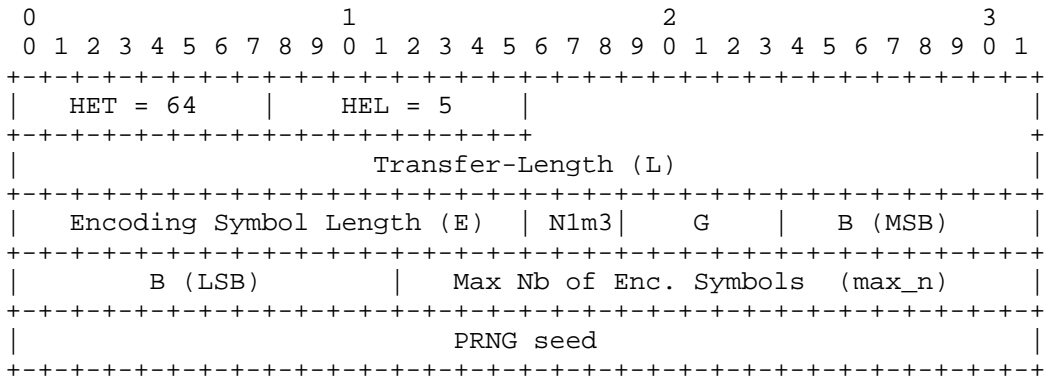 0                   1                   2                   3
 0 1 2 3 4 5 6 7 8 9 0 1 2 3 4 5 6 7 8 9 0 1 2 3 4 5 6 7 8 9 0 1
+-+-+-+-+-+-+-+-+-+-+-+-+-+-+-+-+-+-+-+-+-+-+-+-+-+-+-+-+-+-+-+-+
|   HET = 64    |    HEL = 5    |                               |
+-+-+-+-+-+-+-+-+-+-+-+-+-+-+-+-+                               +
|                      Transfer-Length (L)                      |
+-+-+-+-+-+-+-+-+-+-+-+-+-+-+-+-+-+-+-+-+-+-+-+-+-+-+-+-+-+-+-+-+
|   Encoding Symbol Length (E)  | N1m3|    G    |   B (MSB)     |
+-+-+-+-+-+-+-+-+-+-+-+-+-+-+-+-+-+-+-+-+-+-+-+-+-+-+-+-+-+-+-+-+
|        B (LSB)        |   Max Nb of Enc. Symbols  (max_n)     |
+-+-+-+-+-+-+-+-+-+-+-+-+-+-+-+-+-+-+-+-+-+-+-+-+-+-+-+-+-+-+-+-+
|                           PRNG seed                           |
+-+-+-+-+-+-+-+-+-+-+-+-+-+-+-+-+-+-+-+-+-+-+-+-+-+-+-+-+-+-+-+-+